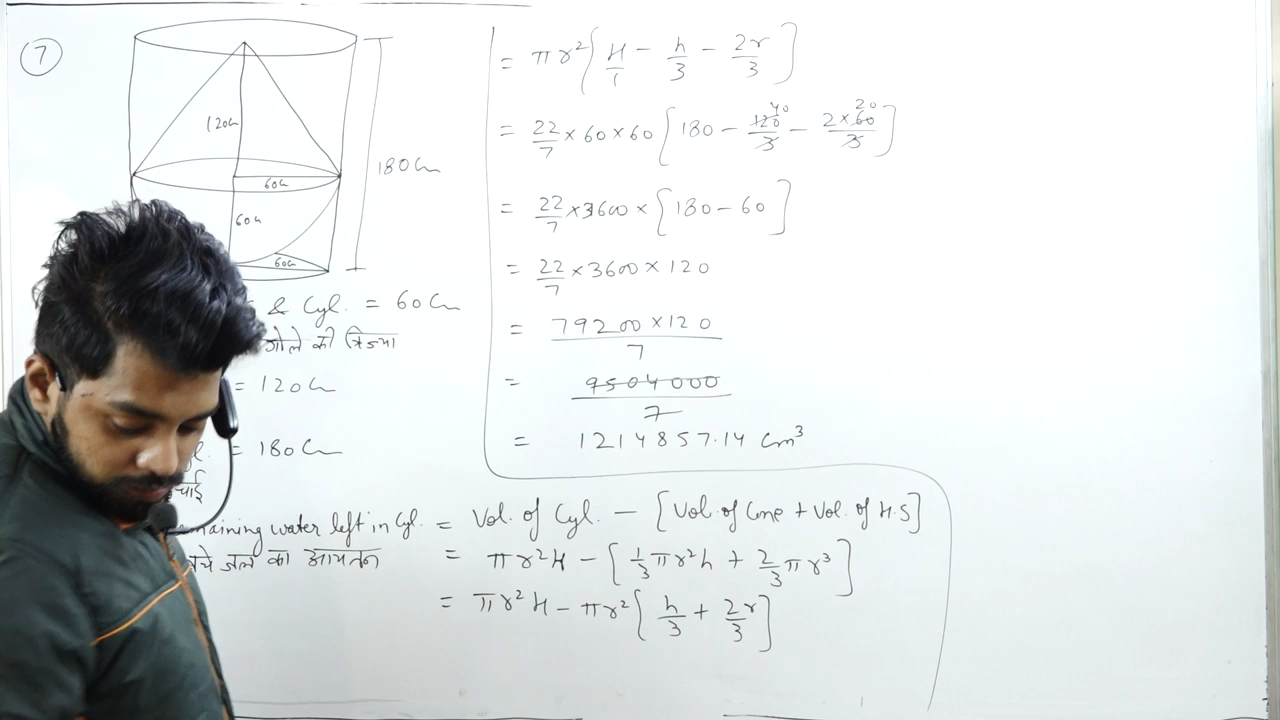 7
120cm
180cm
60cm
60cm
60cm
& Cyl. = 60cm
गोले की त्रिज्या
= 120cm
= 180cm
maining water left in Cyl. = Vol. of Cyl. - [Vol. of Cone + Vol. of H.S]
चे जल का आयतन = πr²H - [1/3 πr²h + 2/3 πr³]
= πr²H - πr² [h/3 + 2r/3]
= πr² [H/1 - h/3 - 2r/3]
= 22/7 × 60 × 60 [180 - 120/3 40 - 2×60/3 20]
= 22/7 × 3600 × [180 - 60]
= 22/7 × 3600 × 120
= 79200 × 120 / 7
= 9504000 / 7
= 1214857.14 cm³